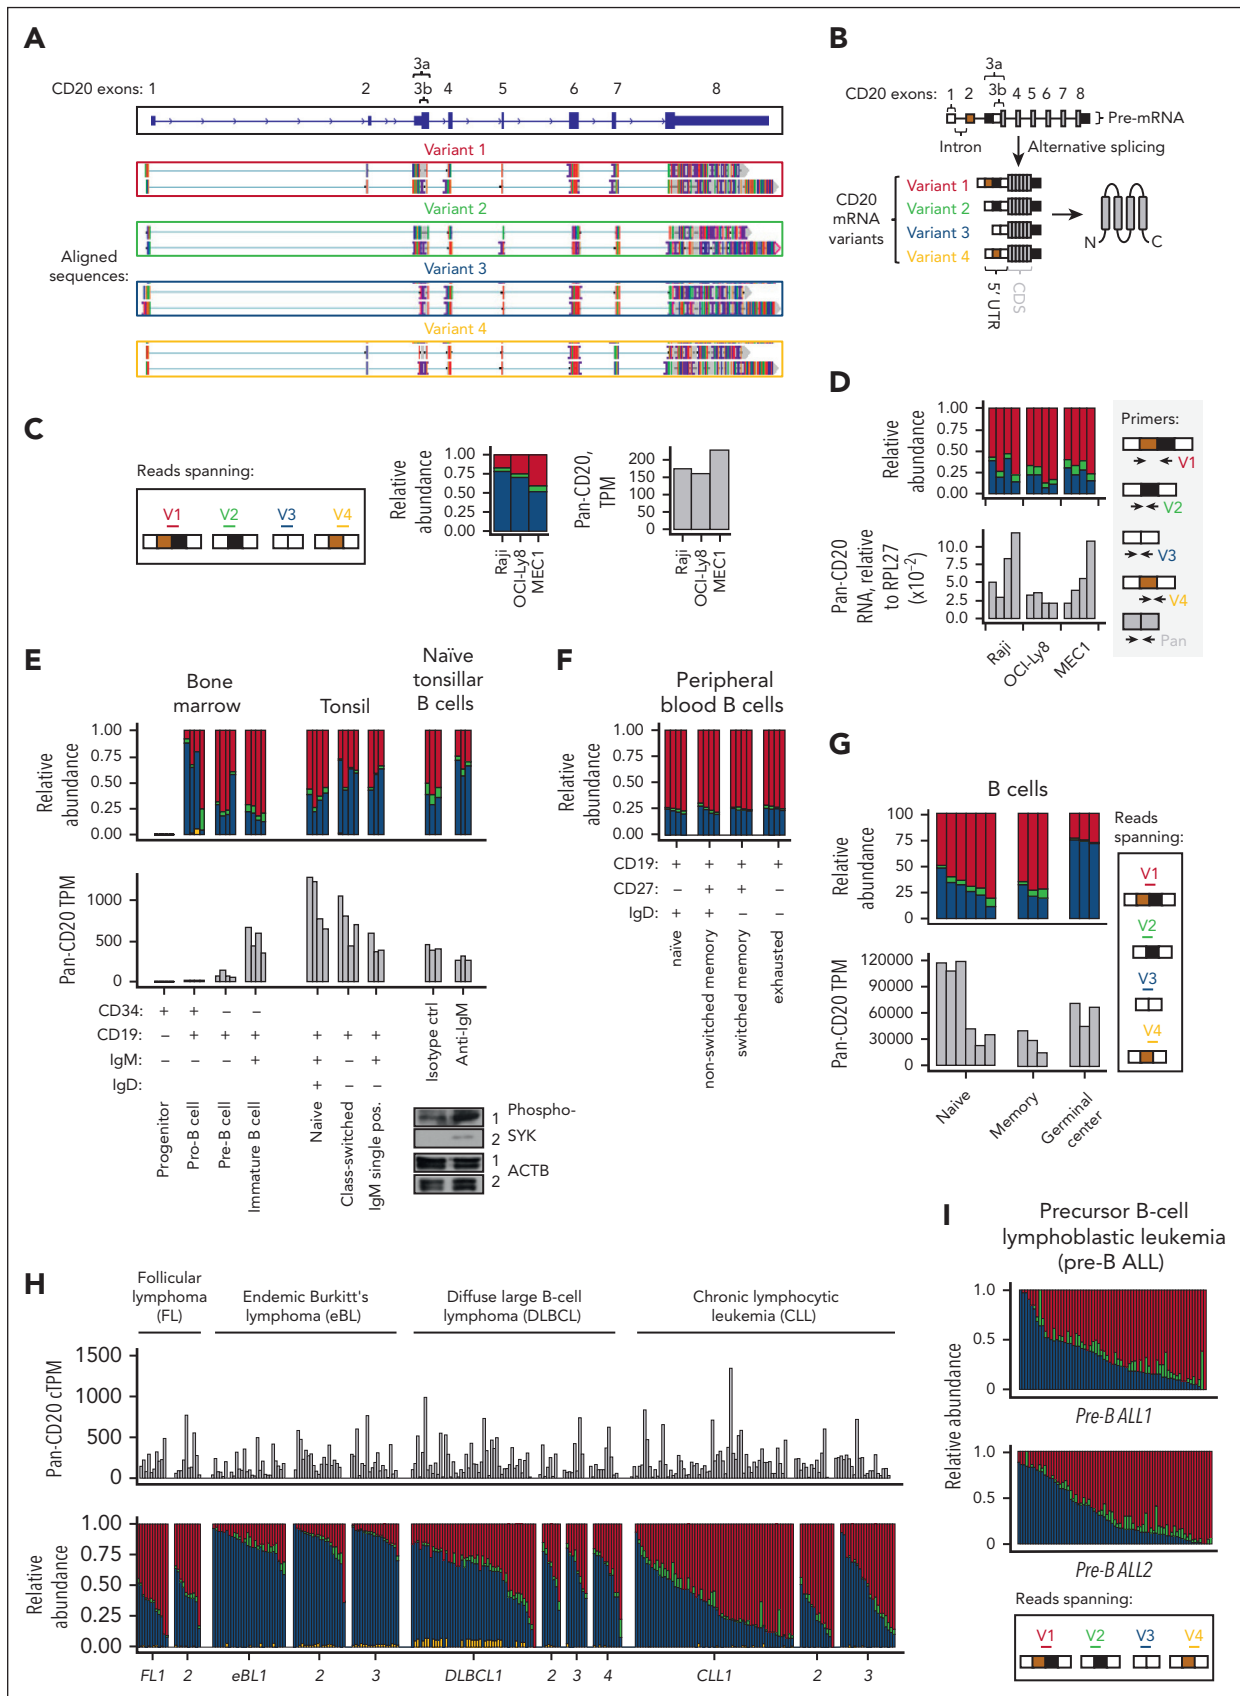 A
3a
CD20 exons: 1 2 3b 4 5 6 7 8
Variant 1
Variant 2
Aligned
sequences:
Variant 3
Variant 4
B
3a
CD20 exons: 1 2 3b 4 5 6 7 8
Pre-mRNA
Intron
Alternative splicing
CD20
mRNA
variants
Variant 1
Variant 2
Variant 3
Variant 4
N
C
5' UTR
CDS
C
Reads spanning:
V1 V2 V3 V4
Relative
abundance
1.00
0.75
0.50
0.25
0.00
Raji
OCI-Ly8
MEC1
Pan-CD20,
TPM
200
150
100
50
0
Raji
OCI-Ly8
MEC1
D
Relative
abundance
1.00
0.75
0.50
0.25
0.00
Pan-CD20
RNA, relative
to RPL27
(x10⁻²)
10.0
7.5
5.0
2.5
0.0
Raji
OCI-Ly8
MEC1
Primers:
V1
V2
V3
V4
Pan
E
Bone
marrow
Tonsil
Naïve
tonsillar
B cells
Relative
abundance
1.00
0.75
0.50
0.25
0.00
Pan-CD20 TPM
1000
500
0
CD34: + + – –
CD19: – + + + + + +
IgM: – – – + + – +
IgD: + – –
Progenitor
Pro-B cell
Pre-B cell
Immature B cell
Naive
Class-switched
IgM single pos.
Isotype ctrl
Anti-IgM
1
2
Phospho-
SYK
1
2
ACTB
F
Peripheral
blood B cells
Relative
abundance
1.00
0.75
0.50
0.25
0.00
CD19: + + + +
CD27: – + + –
IgD: + + – –
naïve
non-switched memory
switched memory
exhausted
G
B cells
Relative
abundance
100
75
50
25
0
Pan-CD20 TPM
120000
90000
60000
30000
0
Naive
Memory
Germinal
center
Reads
spanning:
V1
V2
V3
V4
H
Follicular
lymphoma
(FL)
Endemic Burkitt's
lymphoma (eBL)
Diffuse large B-cell
lymphoma (DLBCL)
Chronic lymphocytic
leukemia (CLL)
Pan-CD20 cTPM
1500
1000
500
0
Relative
abundance
1.00
0.75
0.50
0.25
0.00
FL1 2 eBL1 2 3 DLBCL1 2 3 4 CLL1 2 3
I
Precursor B-cell
lymphoblastic leukemia
(pre-B ALL)
Relative abundance
1.0
0.5
0
Pre-B ALL1
1.0
0.5
0
Pre-B ALL2
Reads spanning:
V1 V2 V3 V4